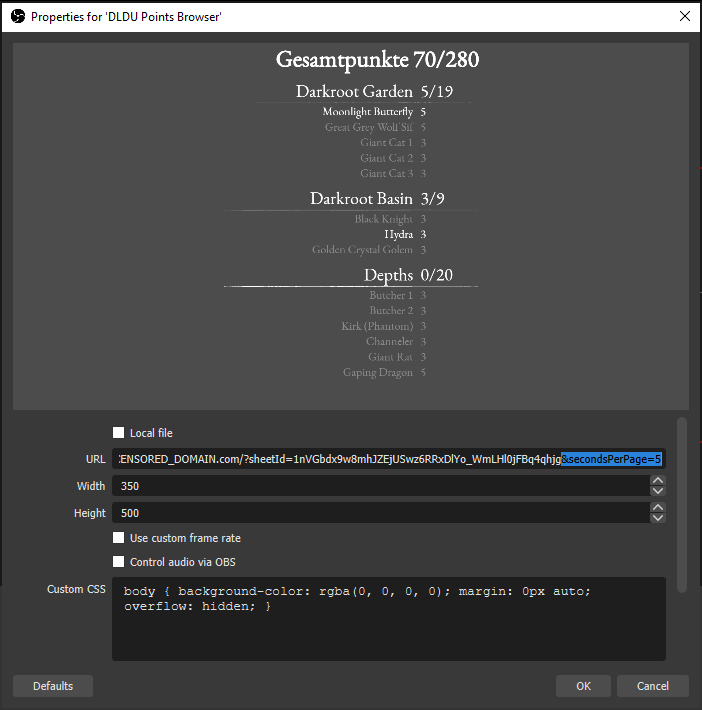 Properties for 'DLDU Points Browser'
Gesamtpunkte 70/280
Darkroot Garden 5/19
Moonlight Butterfly 5
Great Grey Wolf Sif 5
Giant Cat 1 3
Giant Cat 2 3
Giant Cat 3 3
Darkroot Basin 3/9
Black Knight 3
Hydra 3
Golden Crystal Golem 3
Depths 0/20
Butcher 1 3
Butcher 2 3
Kirk (Phantom) 3
Channeler 3
Giant Rat 3
Gaping Dragon 5
Local file
URL ENSORED_DOMAIN.com/?sheetId=1nVGbdx9w8mhJZEjUSwz6RRxDlYo_WmLHl0jFBq4qhjg&secondsPerPage=5
Width 350
Height 500
Use custom frame rate
Control audio via OBS
Custom CSS body { background-color: rgba(0, 0, 0, 0); margin: 0px auto;
overflow: hidden; }
Defaults OK Cancel